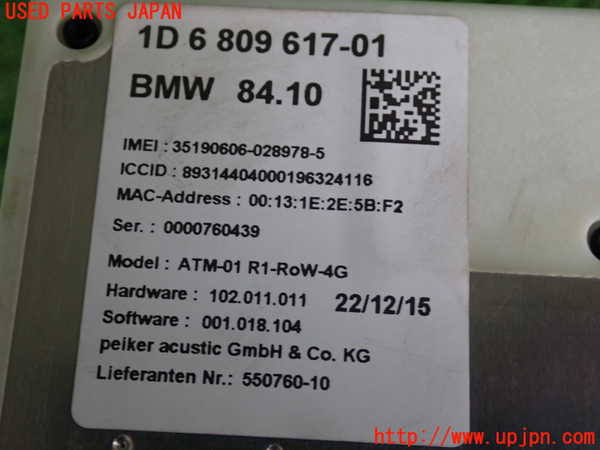 USED PARTS JAPAN
1D 6 809 617-01
BMW 84.10
IMEI : 35190606-028978-5
ICCID : 89314404000196324116
MAC-Address : 00:13:1E:2E:5B:F2
Ser. : 0000760439
Model : ATM-01 R1-RoW-4G
Hardware : 102.011.011 22/12/15
Software : 001.018.104
peiker acustic GmbH & Co. KG
Lieferanten Nr.: 550760-10
http://www.upjpn.com/